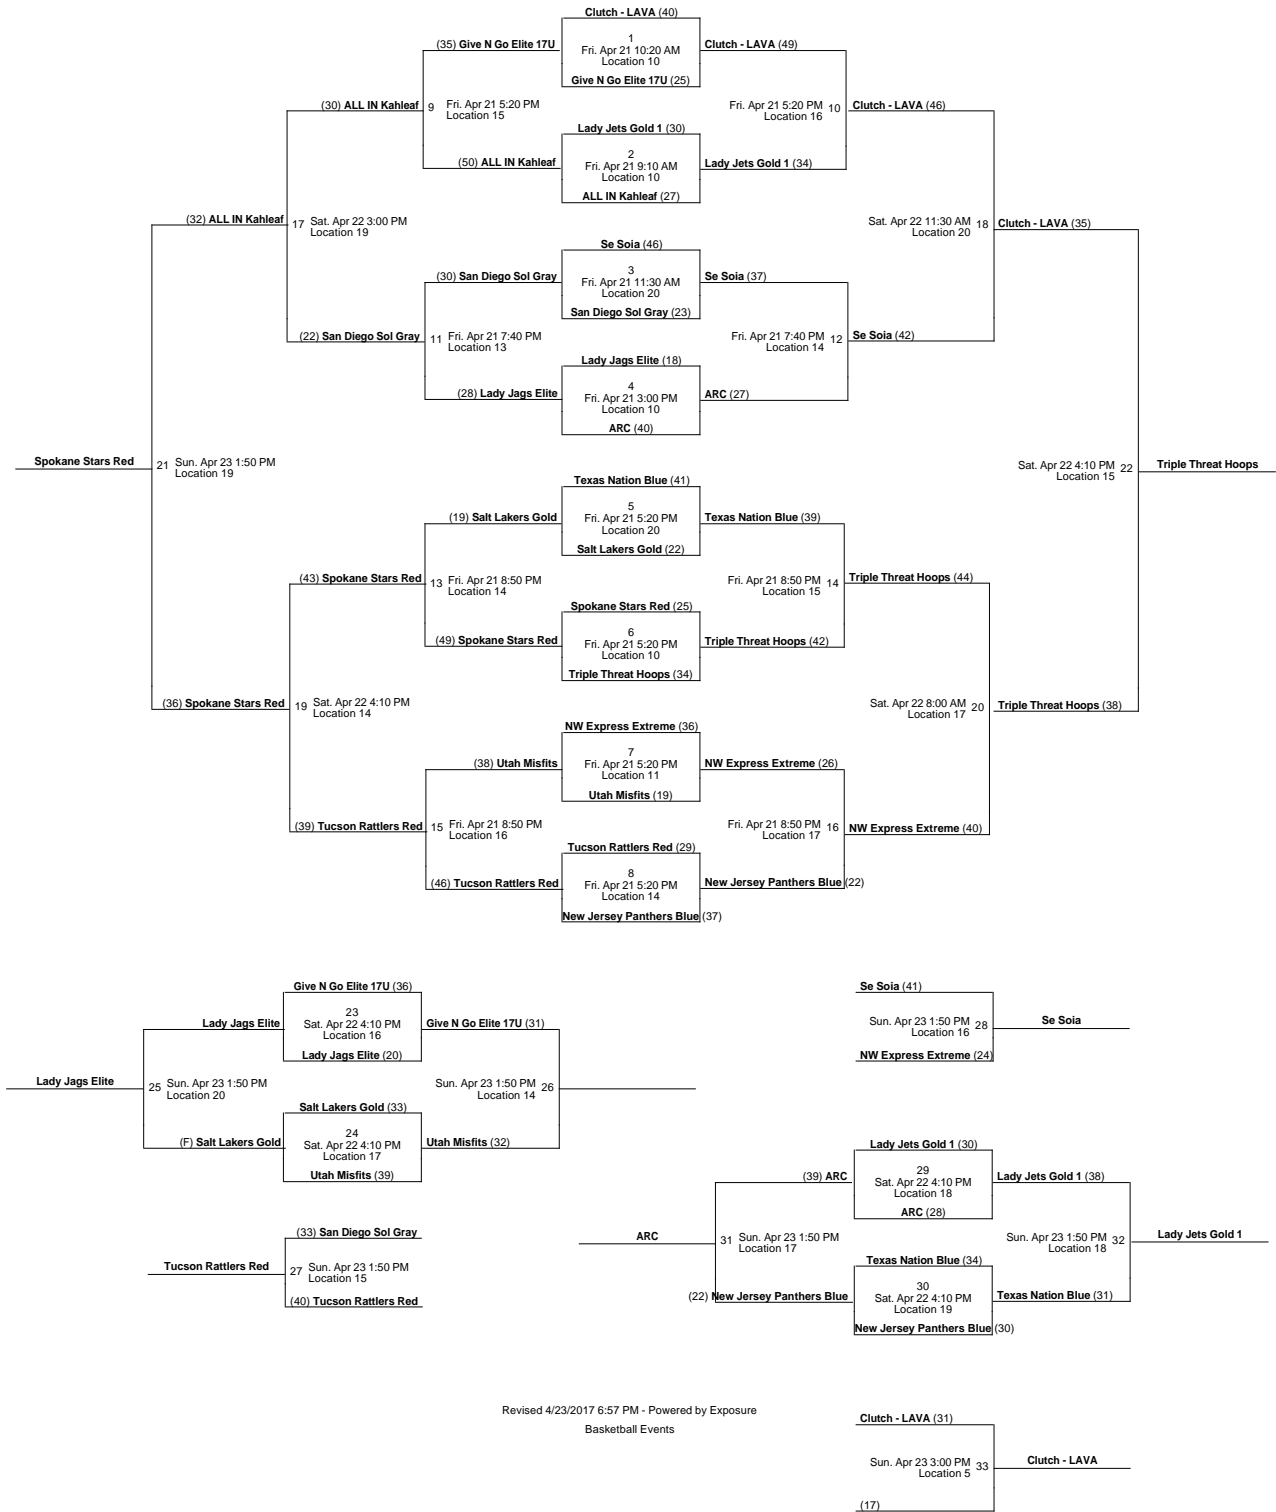 Clutch - LAVA (40)
1
Fri. Apr 21 10:20 AM
Location 10
Give N Go Elite 17U (25)
(35) Give N Go Elite 17U
Clutch - LAVA (49)
(30) ALL IN Kahleaf
9 Fri. Apr 21 5:20 PM
Location 15
Fri. Apr 21 5:20 PM 10
Location 16
Clutch - LAVA (46)
Lady Jets Gold 1 (30)
2
Fri. Apr 21 9:10 AM
Location 10
ALL IN Kahleaf (27)
(50) ALL IN Kahleaf
Lady Jets Gold 1 (34)
(32) ALL IN Kahleaf
17 Sat. Apr 22 3:00 PM
Location 19
Sat. Apr 22 11:30 AM 18
Location 20
Clutch - LAVA (35)
Se Soia (46)
3
Fri. Apr 21 11:30 AM
Location 20
San Diego Sol Gray (23)
(30) San Diego Sol Gray
Se Soia (37)
(22) San Diego Sol Gray
11 Fri. Apr 21 7:40 PM
Location 13
Fri. Apr 21 7:40 PM 12
Location 14
Se Soia (42)
Lady Jags Elite (18)
4
Fri. Apr 21 3:00 PM
Location 10
ARC (40)
(28) Lady Jags Elite
ARC (27)
Spokane Stars Red
21 Sun. Apr 23 1:50 PM
Location 19
Sat. Apr 22 4:10 PM 22
Location 15
Triple Threat Hoops
Texas Nation Blue (41)
5
Fri. Apr 21 5:20 PM
Location 20
Salt Lakers Gold (22)
(19) Salt Lakers Gold
Texas Nation Blue (39)
(43) Spokane Stars Red
13 Fri. Apr 21 8:50 PM
Location 14
Fri. Apr 21 8:50 PM 14
Location 15
Triple Threat Hoops (44)
Spokane Stars Red (25)
6
Fri. Apr 21 5:20 PM
Location 10
Triple Threat Hoops (34)
(49) Spokane Stars Red
Triple Threat Hoops (42)
(36) Spokane Stars Red
19 Sat. Apr 22 4:10 PM
Location 14
Sat. Apr 22 8:00 AM 20
Location 17
Triple Threat Hoops (38)
NW Express Extreme (36)
7
Fri. Apr 21 5:20 PM
Location 11
Utah Misfits (19)
(38) Utah Misfits
NW Express Extreme (26)
(39) Tucson Rattlers Red
15 Fri. Apr 21 8:50 PM
Location 16
Fri. Apr 21 8:50 PM 16
Location 17
NW Express Extreme (40)
Tucson Rattlers Red (29)
8
Fri. Apr 21 5:20 PM
Location 14
New Jersey Panthers Blue (37)
(46) Tucson Rattlers Red
New Jersey Panthers Blue (22)
Give N Go Elite 17U (36)
23
Sat. Apr 22 4:10 PM
Location 16
Lady Jags Elite (20)
Lady Jags Elite
Give N Go Elite 17U (31)
Lady Jags Elite
25 Sun. Apr 23 1:50 PM
Location 20
Sun. Apr 23 1:50 PM 26
Location 14
Salt Lakers Gold (33)
24
Sat. Apr 22 4:10 PM
Location 17
Utah Misfits (39)
(F) Salt Lakers Gold
Utah Misfits (32)
Se Soia (41)
Sun. Apr 23 1:50 PM 28
Location 16
Se Soia
NW Express Extreme (24)
(33) San Diego Sol Gray
Tucson Rattlers Red
27 Sun. Apr 23 1:50 PM
Location 15
(40) Tucson Rattlers Red
Lady Jets Gold 1 (30)
29
Sat. Apr 22 4:10 PM
Location 18
ARC (28)
(39) ARC
Lady Jets Gold 1 (38)
ARC
31 Sun. Apr 23 1:50 PM
Location 17
Sun. Apr 23 1:50 PM 32
Location 18
Lady Jets Gold 1
Texas Nation Blue (34)
30
Sat. Apr 22 4:10 PM
Location 19
New Jersey Panthers Blue (30)
(22) New Jersey Panthers Blue
Texas Nation Blue (31)
Revised 4/23/2017 6:57 PM - Powered by Exposure
Basketball Events
Clutch - LAVA (31)
Sun. Apr 23 3:00 PM 33
Location 5
Clutch - LAVA
(17)